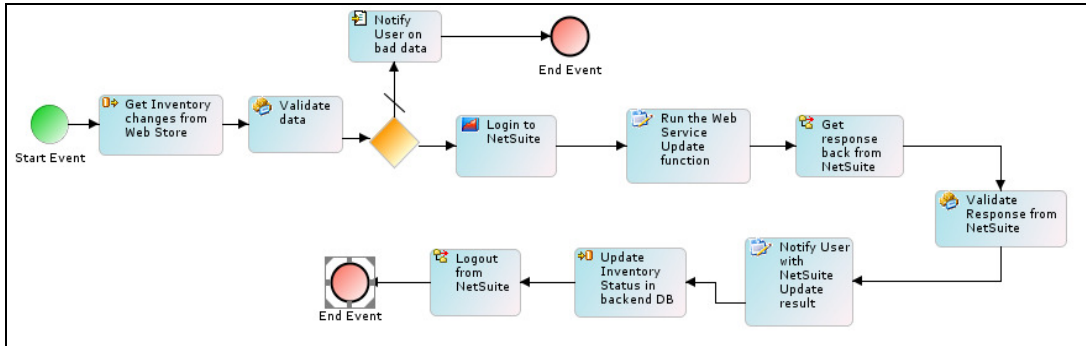 Notify
User on
bad data
End Event
Start Event
Get Inventory
changes from
Web Store
Validate
data
Login to
NetSuite
Run the Web
Service
Update
function
Get
response
back from
NetSuite
Validate
Response from
NetSuite
Notify User
with
NetSuite
Update
result
Update
Inventory
Status in
backend DB
Logout
from
NetSuite
End Event